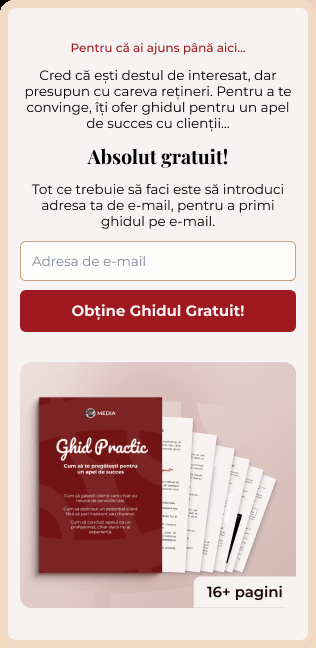 Pentru că ai ajuns până aici...
Cred că ești destul de interesat, dar
presupun cu careva rețineri. Pentru a te
convinge, îți ofer ghidul pentru un apel
de succes cu clienții...
Absolut gratuit!
Tot ce trebuie să faci este să introduci
adresa ta de e-mail, pentru a primi
ghidul pe e-mail.
Adresa de e-mail
Obține Ghidul Gratuit!
MEDIA
Ghid Practic
Cum să te pregătești pentru
un apel de succes
Cum să găsești clienți care chiar au
nevoie de serviciile tale.
Cum să abordezi un potențial client
fără să pari insistent sau disperat.
Cum să conduci apelul ca un
profesionist, chiar dacă nu ai
experiență.
16+ pagini